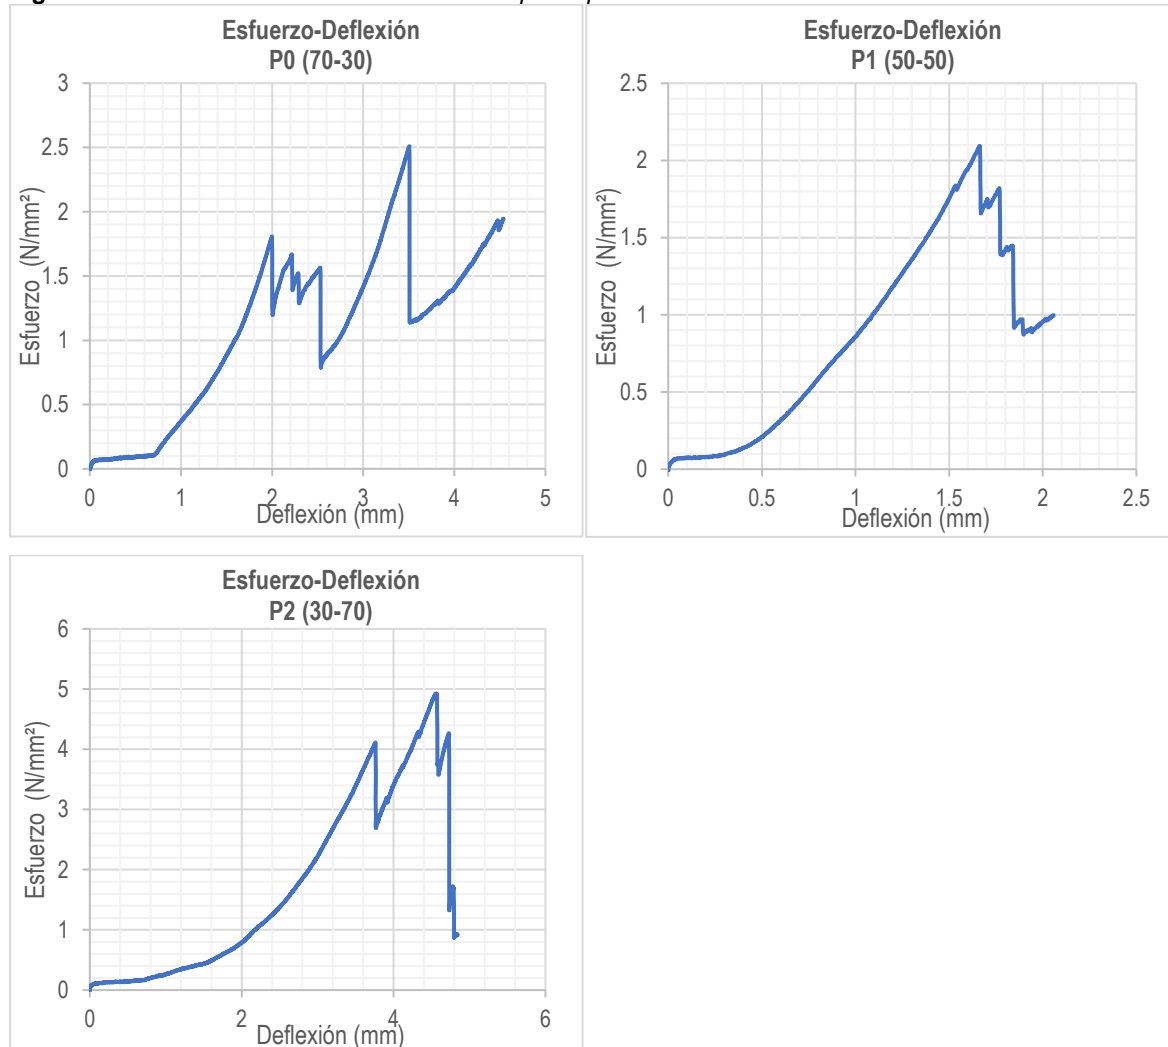 Esfuerzo-Deflexión
P0 (70-30)
Esfuerzo (N/mm²)
3
2.5
2
1.5
1
0.5
0
0 1 2 3 4 5
Deflexión (mm)
Esfuerzo-Deflexión
P1 (50-50)
Esfuerzo (N/mm²)
2.5
2
1.5
1
0.5
0
0 0.5 1 1.5 2 2.5
Deflexión (mm)
Esfuerzo-Deflexión
P2 (30-70)
Esfuerzo (N/mm²)
6
5
4
3
2
1
0
0 2 4 6
Deflexión (mm)